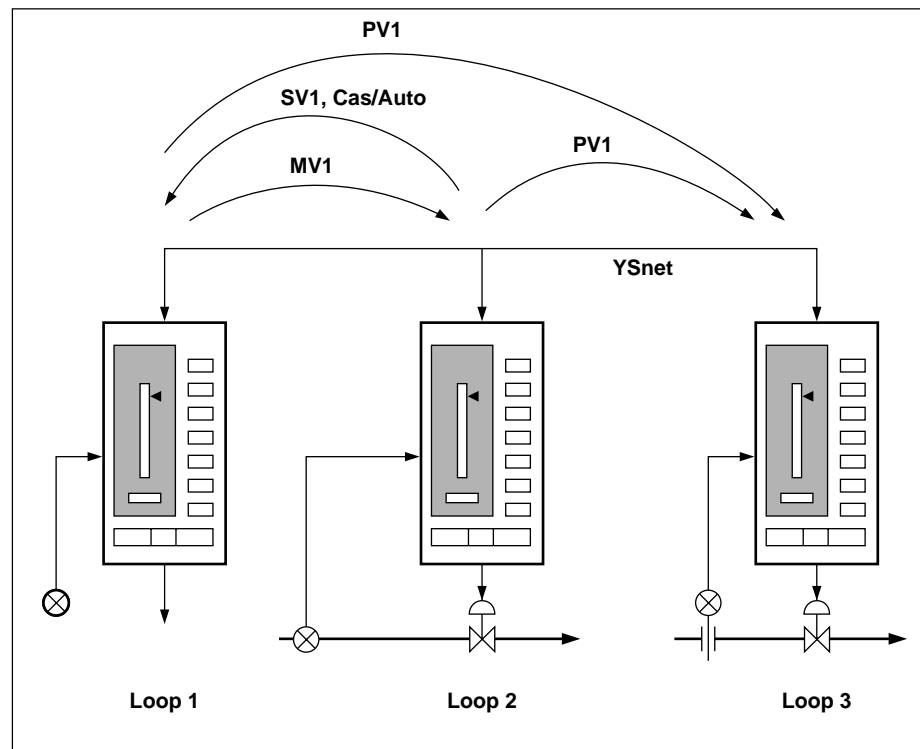 PV1
SV1, Cas/Auto
PV1
MV1
YSnet
Loop 1
Loop 2
Loop 3